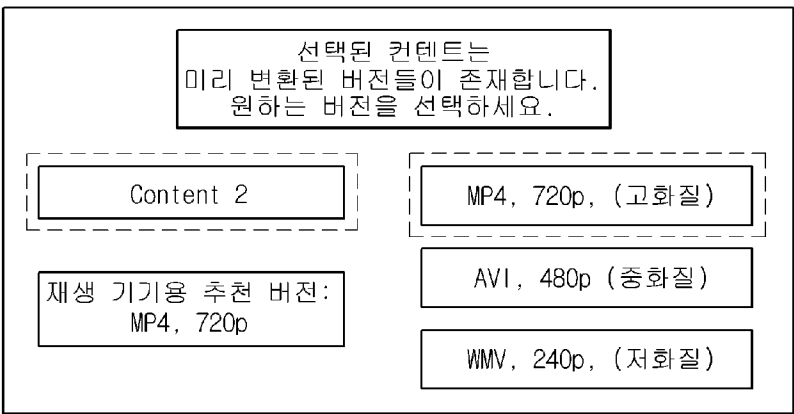 선택된 컨텐트는
미리 변환된 버전들이 존재합니다.
원하는 버전을 선택하세요.
Content 2
재생 기기용 추천 버전:
MP4, 720p
MP4, 720p, (고화질)
AVI, 480p (중화질)
WMV, 240p, (저화질)